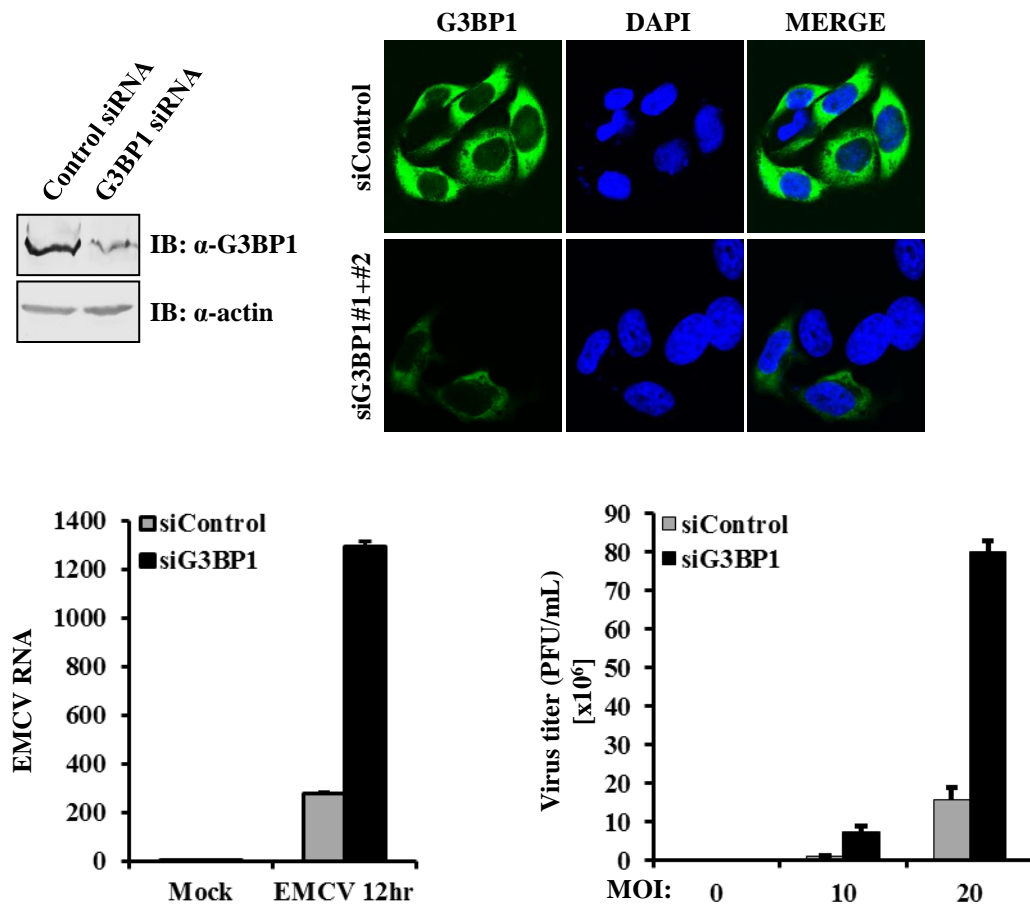 G3BP1 DAPI MERGE
Control siRNA
G3BP1 siRNA
IB: α-G3BP1
IB: α-actin
siControl
siG3BP1#1+#2
1400
1200
1000
800
600
400
200
0
EMCV RNA
siControl
siG3BP1
Mock EMCV 12hr
90
80
70
60
50
40
30
20
10
0
Virus titer (PFU/mL)
[x10⁶]
siControl
siG3BP1
MOI: 0 10 20